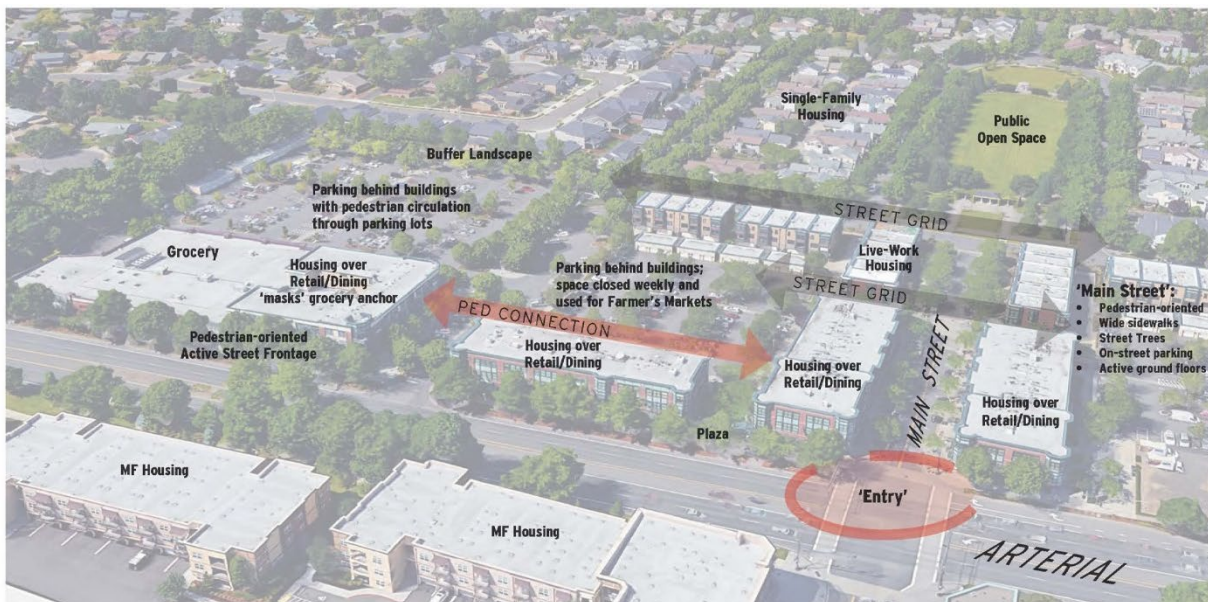 Single-Family
Housing
Public
Open Space
Buffer Landscape
Parking behind buildings
with pedestrian circulation
through parking lots
STREET GRID
Grocery
Housing over
Retail/Dining
'masks' grocery anchor
Live-Work
Housing
Parking behind buildings;
space closed weekly and
used for Farmer's Markets
STREET GRID
'Main Street':
• Pedestrian-oriented
• Wide sidewalks
• Street Trees
• On-street parking
• Active ground floors
PED CONNECTION
Pedestrian-oriented
Active Street Frontage
Housing over
Retail/Dining
Housing over
Retail/Dining
MAIN STREET
Housing over
Retail/Dining
Plaza
MF Housing
'Entry'
MF Housing
ARTERIAL